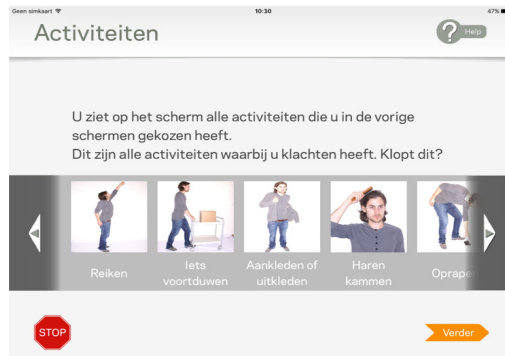 Geen simkaart
10:30
47%
Activiteiten
? Help
U ziet op het scherm alle activiteiten die u in de vorige
schermen gekozen heeft.
Dit zijn alle activiteiten waarbij u klachten heeft. Klopt dit?
Reiken
Iets
voortduwen
Aankleden of
uitkleden
Haren
kammen
Oprape
STOP
Verder